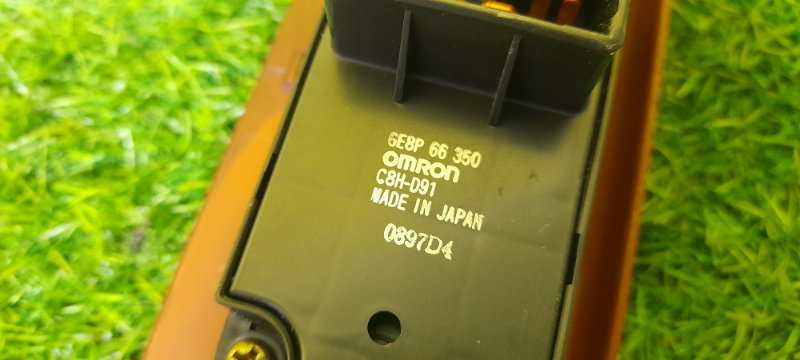 GE8P 66 350
OMRON
C8H-D91
MADE IN JAPAN
0897D4